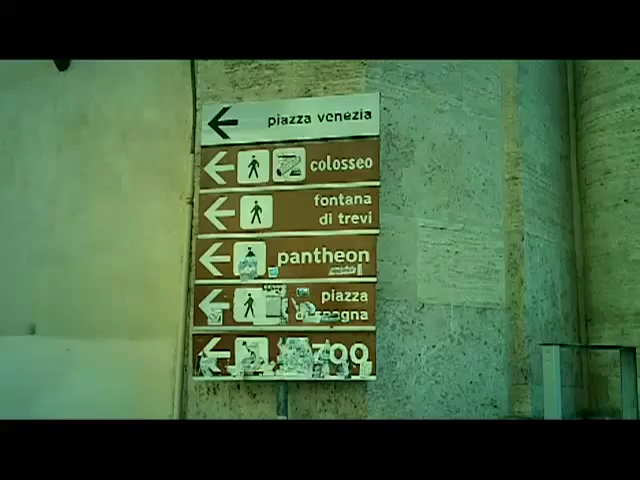 piazza venezia
colosseo
fontana
di trevi
pantheon
piazza
zoo